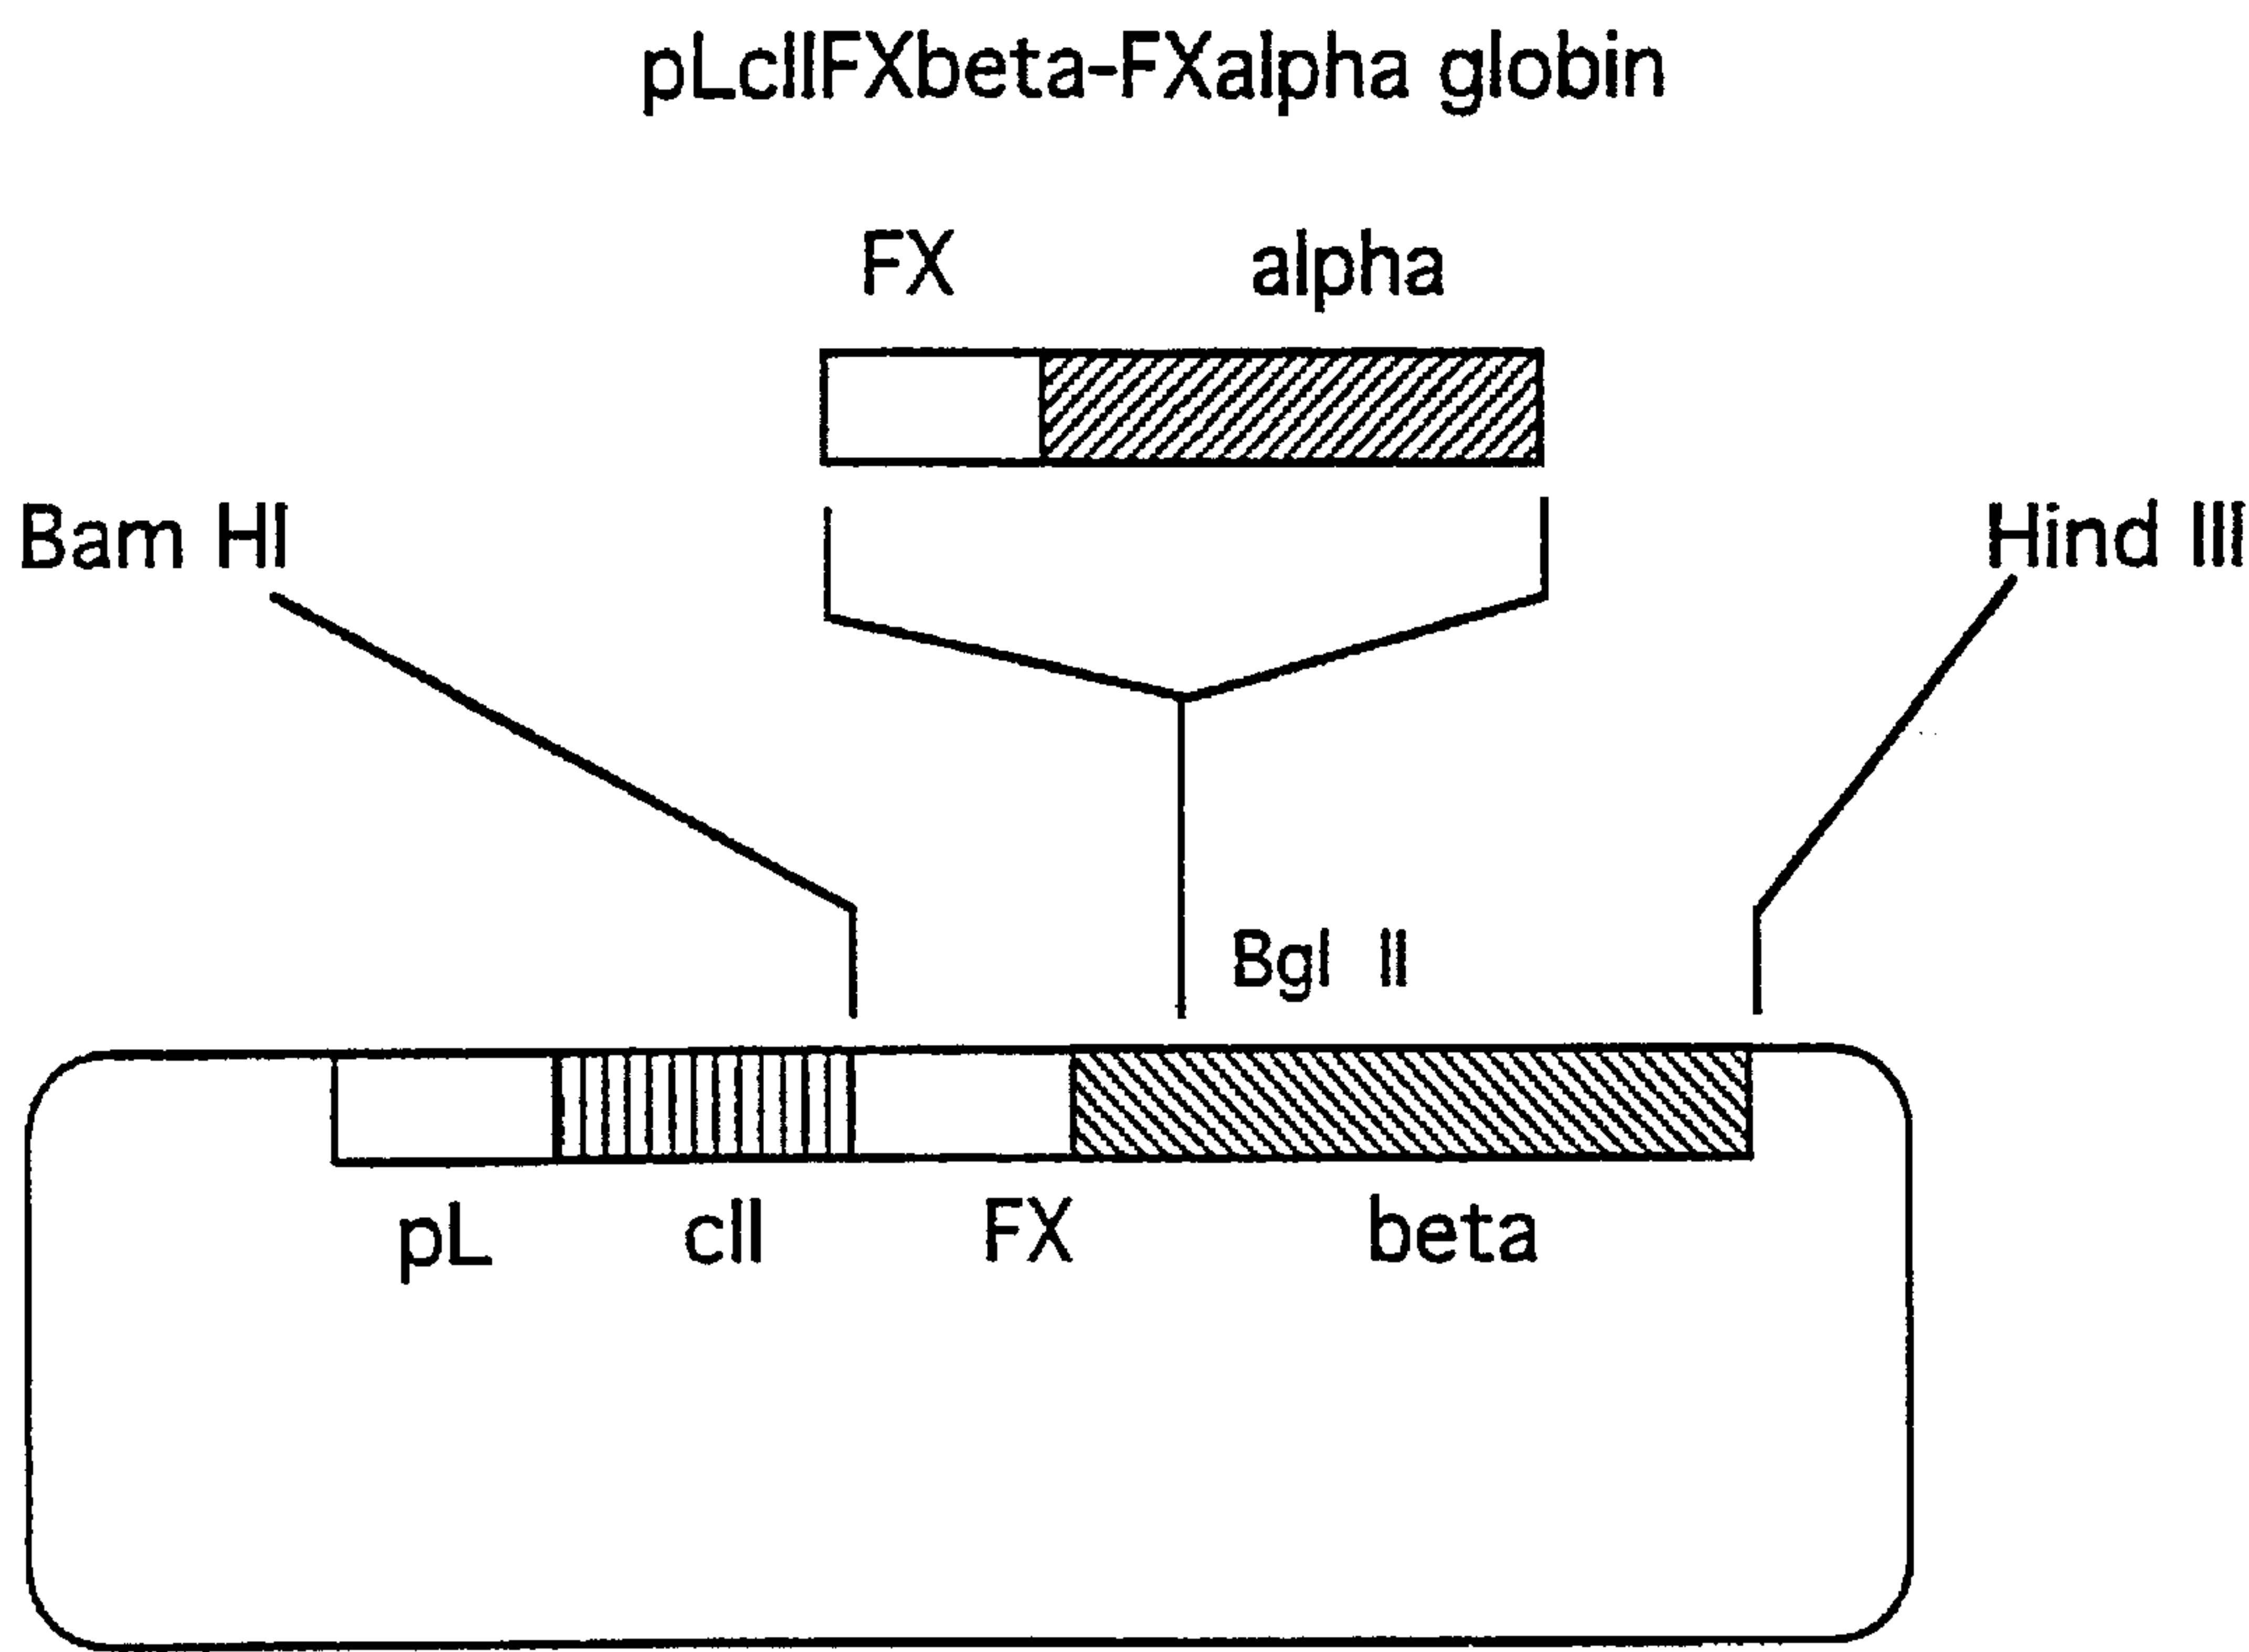 pLcIIFXbeta-FXalpha globin
FX alpha
Bam HI Hind III
Bgl II
pL cII FX beta